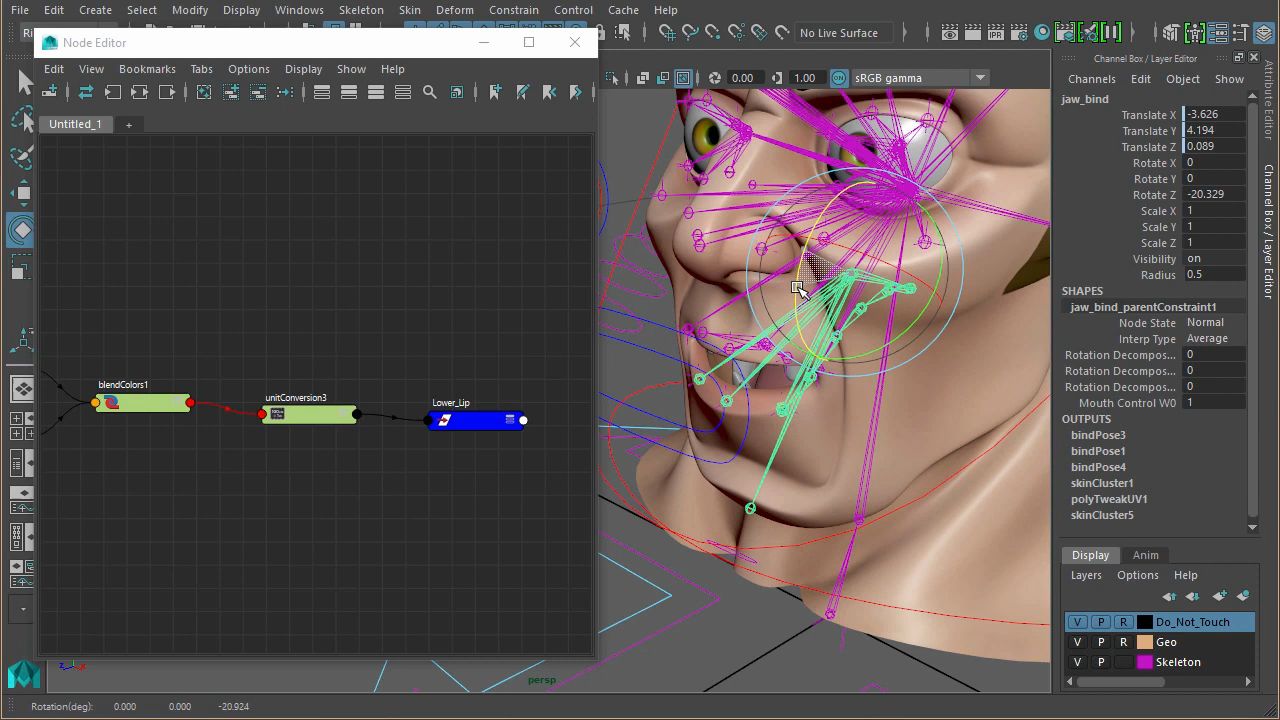 File Edit Create Select Modify Display Windows Skeleton Skin Deform Constrain Control Cache Help
No Live Surface
Node Editor
Edit View Bookmarks Tabs Options Display Show Help
0.00 1.00 ON sRGB gamma
Untitled_1 +
blendColors1
unitConversion3
Lower_Lip
persp
Channel Box / Layer Editor
Channels Edit Object Show
jaw_bind
Translate X -3.626
Translate Y 4.194
Translate Z 0.089
Rotate X 0
Rotate Y 0
Rotate Z -20.329
Scale X 1
Scale Y 1
Scale Z 1
Visibility on
Radius 0.5
SHAPES
jaw_bind_parentConstraint1
Node State Normal
Interp Type Average
Rotation Decompos... 0
Rotation Decompos... 0
Rotation Decompos... 0
Mouth Control W0 1
OUTPUTS
bindPose3
bindPose1
bindPose4
skinCluster1
polyTweakUV1
skinCluster5
Display Anim
Layers Options Help
V P R Do_Not_Touch
V P R Geo
V P Skeleton
Attribute Editor
Channel Box / Layer Editor
Rotation(deg): 0.000 0.000 -20.924